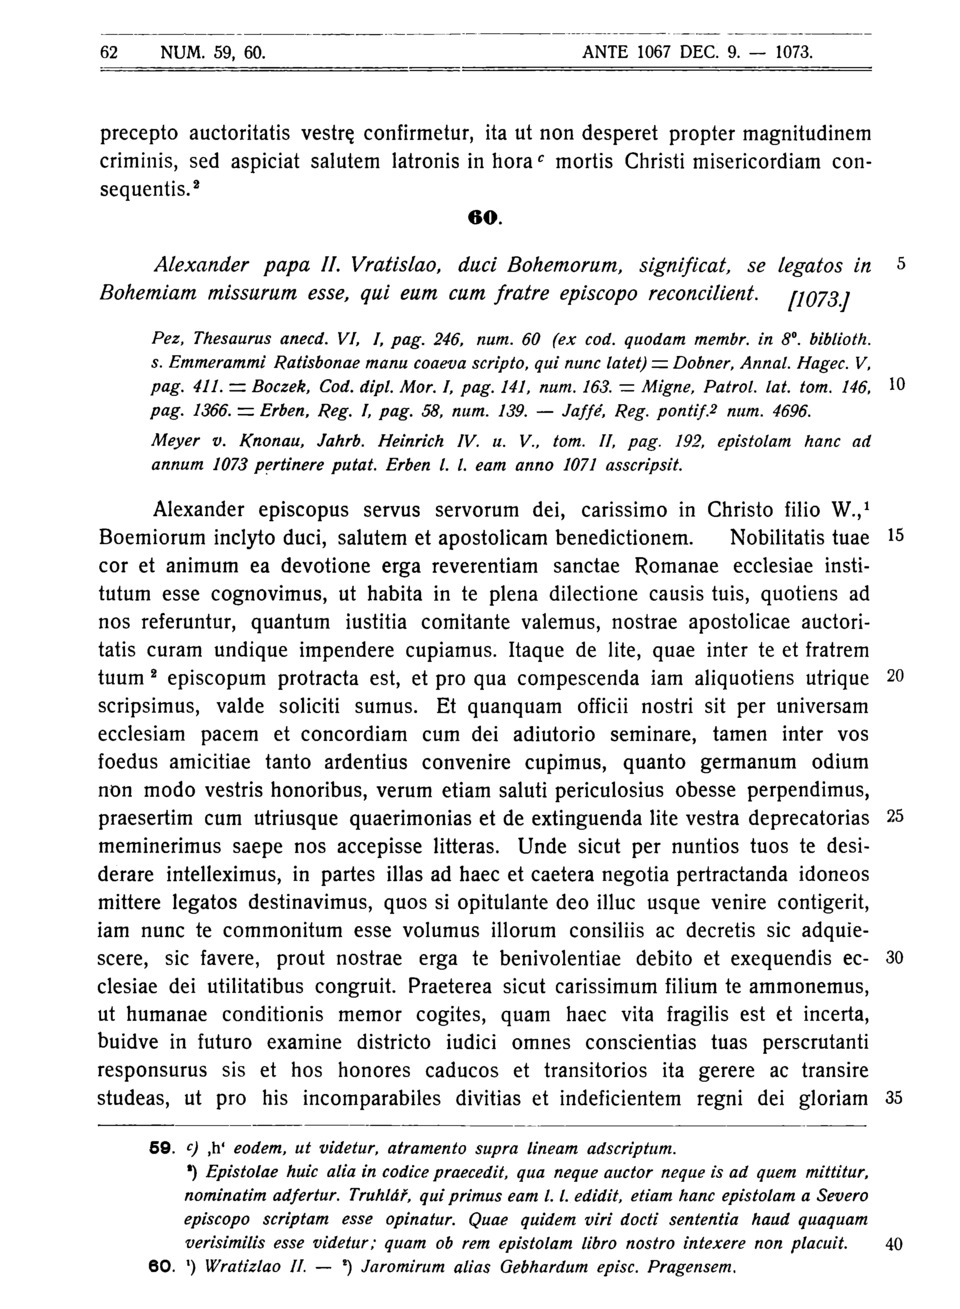 62 NUM. 59, 60. ANTE 1067 DEC. 9. — 1073.
precepto auctoritatis vestrę confirmetur, ita ut non desperet propter magnitudinem
criminis, sed aspiciat salutem latronis in hora c mortis Christi misericordiam con-
sequentis.²
60.
Alexander papa II. Vratislao, duci Bohemorum, significat, se legatos in 5
Bohemiam missurum esse, qui eum cum fratre episcopo reconcilient. [1073.]
Pez, Thesaurus anecd. VI, I, pag. 246, num. 60 (ex cod. quodam membr. in 8⁰. biblioth.
s. Emmerammi Ratisbonae manu coaeva scripto, qui nunc latet) = Dobner, Annal. Hagec. V,
pag. 411. = Boczek, Cod. dipl. Mor. I, pag. 141, num. 163. = Migne, Patrol. lat. tom. 146, 10
pag. 1366. = Erben, Reg. I, pag. 58, num. 139. — Jaffé, Reg. pontif.² num. 4696.
Meyer v. Knonau, Jahrb. Heinrich IV. u. V., tom. II, pag. 192, epistolam hanc ad
annum 1073 pertinere putat. Erben l. l. eam anno 1071 asscripsit.
Alexander episcopus servus servorum dei, carissimo in Christo filio W.,¹
Boemiorum inclyto duci, salutem et apostolicam benedictionem. Nobilitatis tuae 15
cor et animum ea devotione erga reverentiam sanctae Romanae ecclesiae insti-
tutum esse cognovimus, ut habita in te plena dilectione causis tuis, quotiens ad
nos referuntur, quantum iustitia comitante valemus, nostrae apostolicae auctori-
tatis curam undique impendere cupiamus. Itaque de lite, quae inter te et fratrem
tuum ² episcopum protracta est, et pro qua compescenda iam aliquotiens utrique 20
scripsimus, valde soliciti sumus. Et quanquam officii nostri sit per universam
ecclesiam pacem et concordiam cum dei adiutorio seminare, tamen inter vos
foedus amicitiae tanto ardentius convenire cupimus, quanto germanum odium
non modo vestris honoribus, verum etiam saluti periculosius obesse perpendimus,
praesertim cum utriusque quaerimonias et de extinguenda lite vestra deprecatorias 25
meminerimus saepe nos accepisse litteras. Unde sicut per nuntios tuos te desi-
derare intelleximus, in partes illas ad haec et caetera negotia pertractanda idoneos
mittere legatos destinavimus, quos si opitulante deo illuc usque venire contigerit,
iam nunc te commonitum esse volumus illorum consiliis ac decretis sic adquie-
scere, sic favere, prout nostrae erga te benivolentiae debito et exequendis ec- 30
clesiae dei utilitatibus congruit. Praeterea sicut carissimum filium te ammonemus,
ut humanae conditionis memor cogites, quam haec vita fragilis est et incerta,
buidve in futuro examine districto iudici omnes conscientias tuas perscrutanti
responsurus sis et hos honores caducos et transitorios ita gerere ac transire
studeas, ut pro his incomparabiles divitias et indeficientem regni dei gloriam 35
59. c) ‚h‘ eodem, ut videtur, atramento supra lineam adscriptum.
²) Epistolae huic alia in codice praecedit, qua neque auctor neque is ad quem mittitur,
nominatim adfertur. Truhlář, qui primus eam l. l. edidit, etiam hanc epistolam a Severo
episcopo scriptam esse opinatur. Quae quidem viri docti sententia haud quaquam
verisimilis esse videtur; quam ob rem epistolam libro nostro intexere non placuit. 40
60. ¹) Wratizlao II. — ²) Jaromirum alias Gebhardum episc. Pragensem.